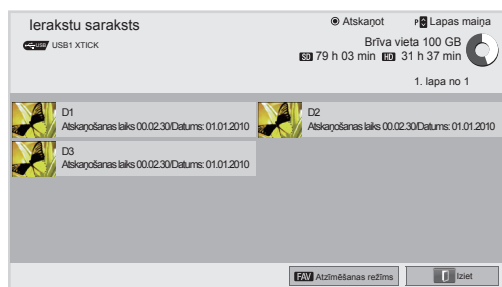 Ierakstu saraksts
Atskaņot P Lapas maiņa
USB USB1 XTICK
Brīva vieta 100 GB
SD 79 h 03 min HD 31 h 37 min
1. lapa no 1
D1
Atskaņošanas laiks 00.02.30/Datums: 01.01.2010
D2
Atskaņošanas laiks 00.02.30/Datums: 01.01.2010
D3
Atskaņošanas laiks 00.02.30/Datums: 01.01.2010
FAV Atzīmēšanas režīms
Iziet